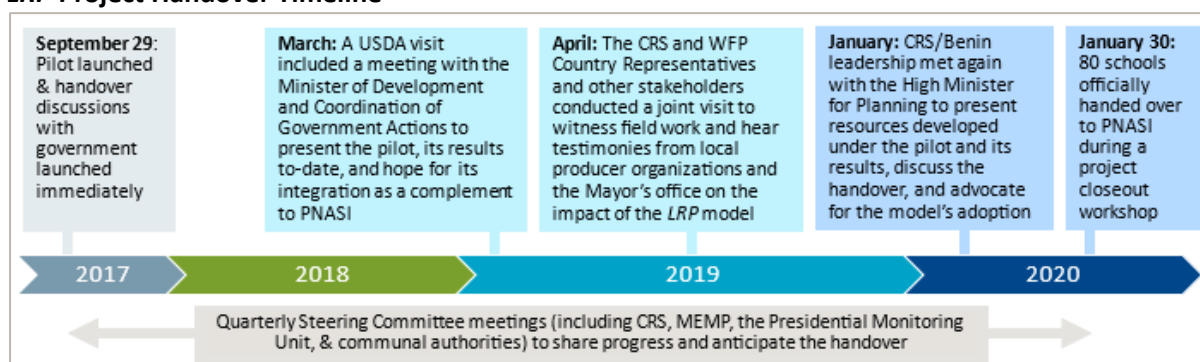 LRP Project Handover Timeline
September 29:
Pilot launched
& handover
discussions
with
government
launched
immediately
March: A USDA visit
included a meeting with the
Minister of Development
and Coordination of
Government Actions to
present the pilot, its results
to-date, and hope for its
integration as a complement
to PNASI
April: The CRS and WFP
Country Representatives
and other stakeholders
conducted a joint visit to
witness field work and hear
testimonies from local
producer organizations and
the Mayor's office on the
impact of the LRP model
January: CRS/Benin
leadership met again
with the High Minister
for Planning to present
resources developed
under the pilot and its
results, discuss the
handover, and advocate
for the model's adoption
January 30:
80 schools
officially
handed over
to PNASI
during a
project
closeout
workshop
2017
2018
2019
2020
Quarterly Steering Committee meetings (including CRS, MEMP, the Presidential Monitoring
Unit, & communal authorities) to share progress and anticipate the handover